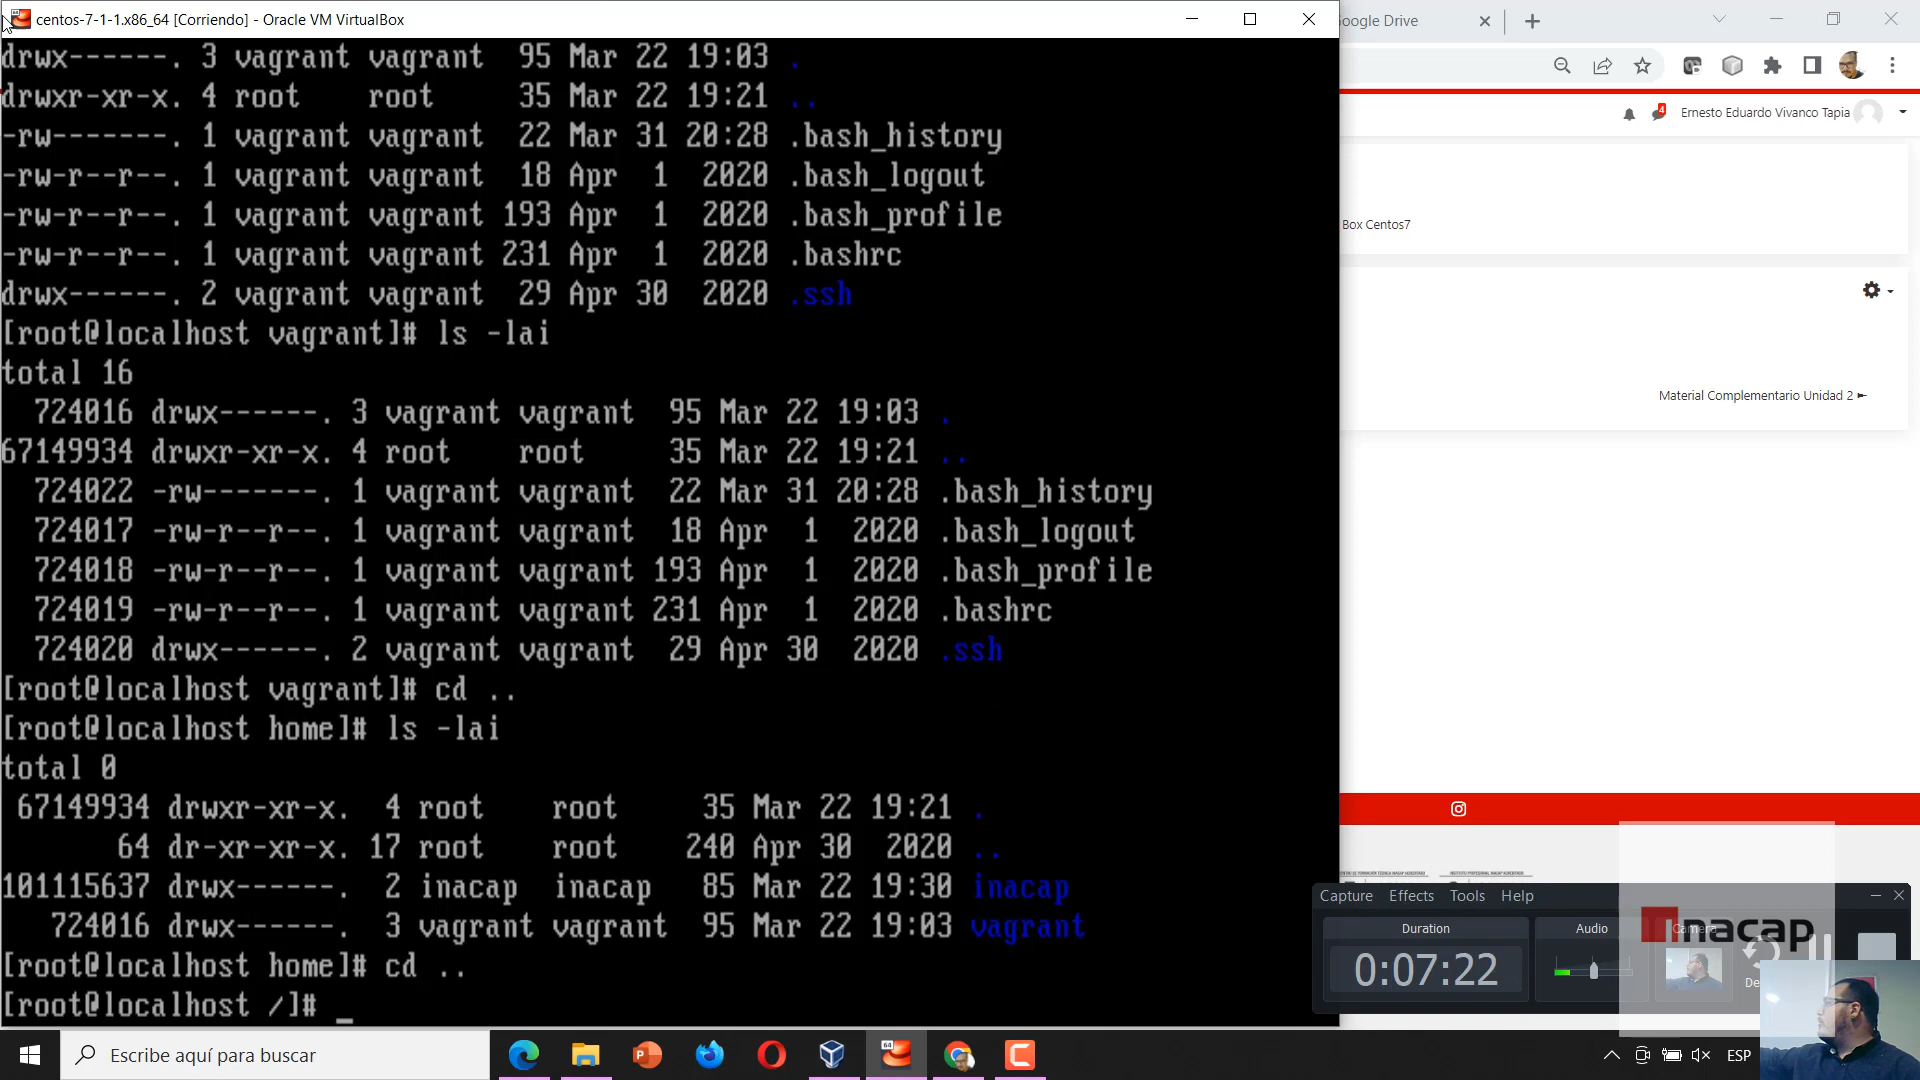 centos-7-1-1.x86_64 [Corriendo] - Oracle VM VirtualBox
oogle Drive
drwx------. 3 vagrant vagrant  95 Mar 22 19:03 .
drwxr-xr-x. 4 root    root     35 Mar 22 19:21 ..
-rw-------. 1 vagrant vagrant  22 Mar 31 20:28 .bash_history
-rw-r--r--. 1 vagrant vagrant  18 Apr  1  2020 .bash_logout
-rw-r--r--. 1 vagrant vagrant 193 Apr  1  2020 .bash_profile
-rw-r--r--. 1 vagrant vagrant 231 Apr  1  2020 .bashrc
drwx------. 2 vagrant vagrant  29 Apr 30  2020 .ssh
[root@localhost vagrant]# ls -lai
total 16
724016 drwx------. 3 vagrant vagrant  95 Mar 22 19:03 .
67149934 drwxr-xr-x. 4 root    root     35 Mar 22 19:21 ..
724022 -rw-------. 1 vagrant vagrant  22 Mar 31 20:28 .bash_history
724017 -rw-r--r--. 1 vagrant vagrant  18 Apr  1  2020 .bash_logout
724018 -rw-r--r--. 1 vagrant vagrant 193 Apr  1  2020 .bash_profile
724019 -rw-r--r--. 1 vagrant vagrant 231 Apr  1  2020 .bashrc
724020 drwx------. 2 vagrant vagrant  29 Apr 30  2020 .ssh
[root@localhost vagrant]# cd ..
[root@localhost home]# ls -lai
total 0
67149934 drwxr-xr-x.  4 root    root     35 Mar 22 19:21 .
64 dr-xr-xr-x. 17 root    root    240 Apr 30  2020 ..
101115637 drwx------.  2 inacap  inacap   85 Mar 22 19:30 inacap
724016 drwx------.  3 vagrant vagrant  95 Mar 22 19:03 vagrant
[root@localhost home]# cd ..
[root@localhost /]# _
4
Ernesto Eduardo Vivanco Tapia
Box Centos7
Material Complementario Unidad 2 ►
Capture Effects Tools Help
Duration
Audio
0:07:22
inacap
De
64
Escribe aquí para buscar
ESP